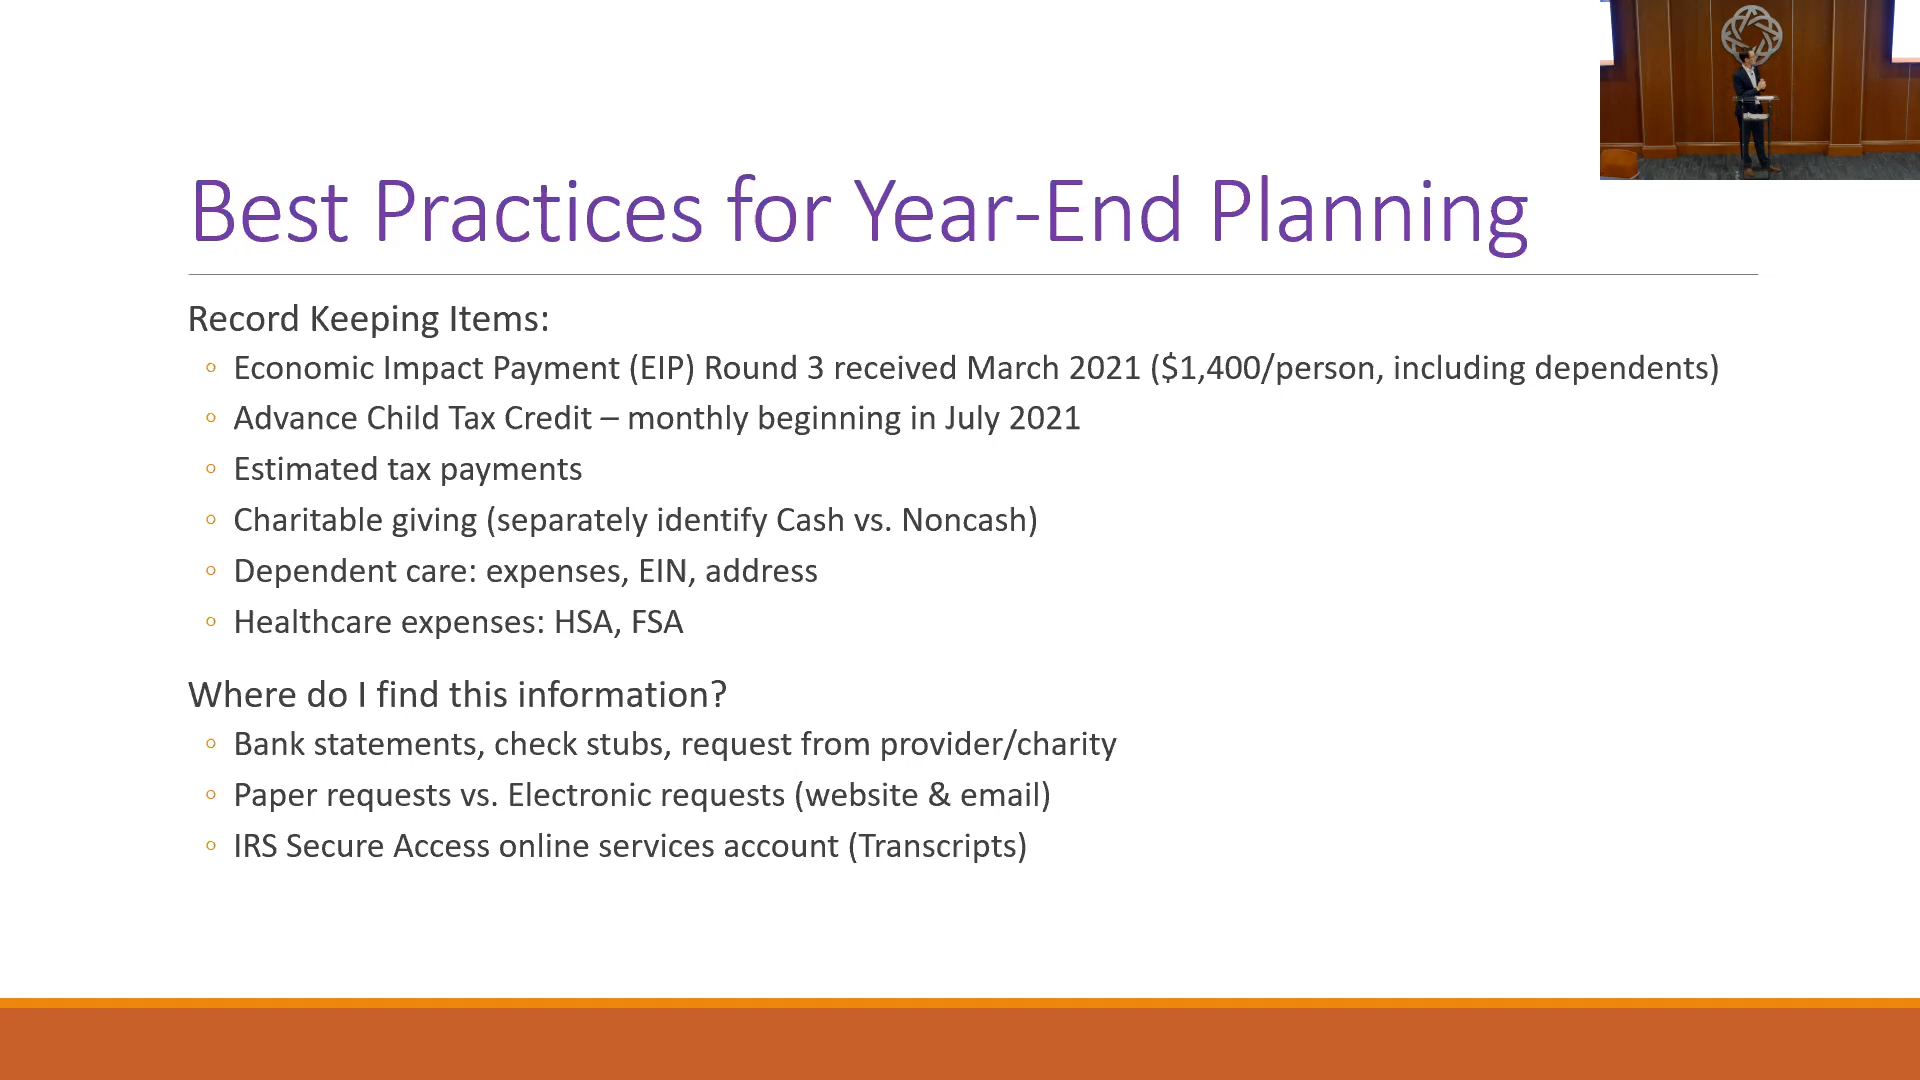 Best Practices for Year-End Planning
Record Keeping Items:
◦ Economic Impact Payment (EIP) Round 3 received March 2021 ($1,400/person, including dependents)
◦ Advance Child Tax Credit – monthly beginning in July 2021
◦ Estimated tax payments
◦ Charitable giving (separately identify Cash vs. Noncash)
◦ Dependent care: expenses, EIN, address
◦ Healthcare expenses: HSA, FSA
Where do I find this information?
◦ Bank statements, check stubs, request from provider/charity
◦ Paper requests vs. Electronic requests (website & email)
◦ IRS Secure Access online services account (Transcripts)